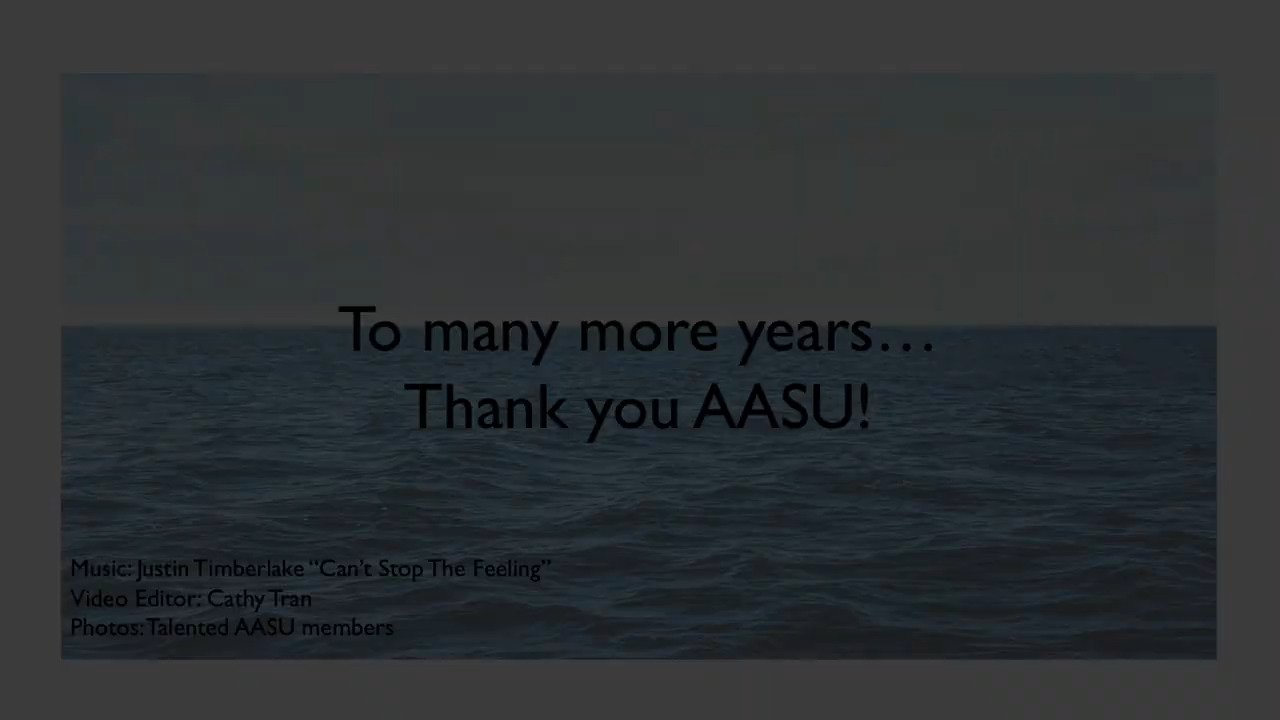 To many more years…
Thank you AASU!
Music: Justin Timberlake “Can’t Stop The Feeling”
Video Editor: Cathy Tran
Photos: Talented AASU members